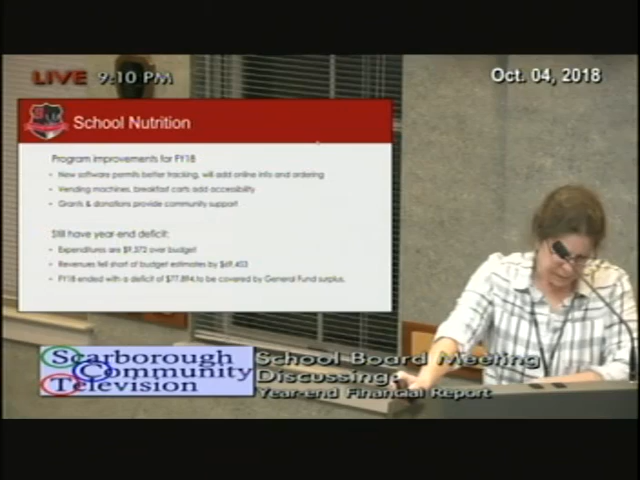 LIVE 9:10 PM
Oct. 04, 2018
School Nutrition
Program improvements for FY18
• New software permits better tracking, will add online info and ordering
• Vending machines, breakfast carts add accessibility
• Grants & donations provide community support
Still have year-end deficit:
• Expenditures are $9,372 over budget
• Revenues fell short of budget estimates by $69,453
• FY18 ended with a deficit of $77,894, to be covered by General Fund surplus.
Scarborough
Community
Television
School Board Meeting
Discussing:
Year-end Financial Report